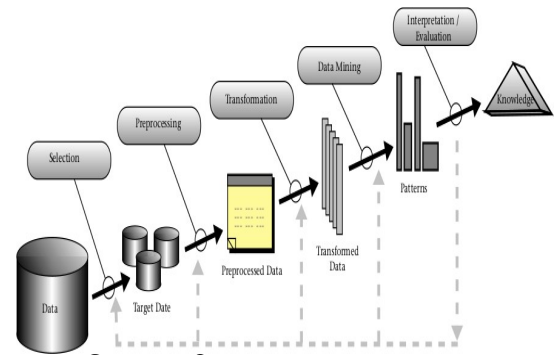 Interpretation /
Evaluation
Data Mining
Knowledge
Transformation
Preprocessing
Patterns
Selection
Transformed
Data
Preprocessed Data
Data
Target Date